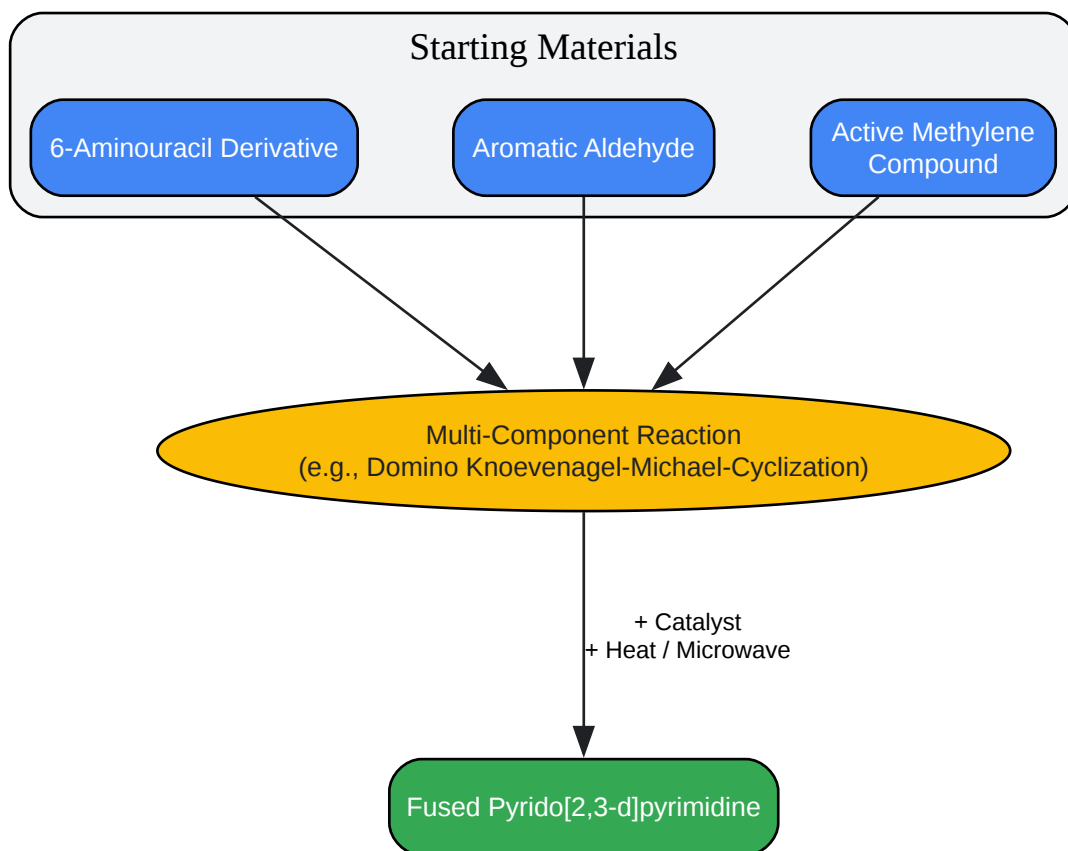 Starting Materials
6-Aminouracil Derivative
Aromatic Aldehyde
Active Methylene
Compound
Multi-Component Reaction
(e.g., Domino Knoevenagel-Michael-Cyclization)
+ Catalyst
+ Heat / Microwave
Fused Pyrido[2,3-d]pyrimidine